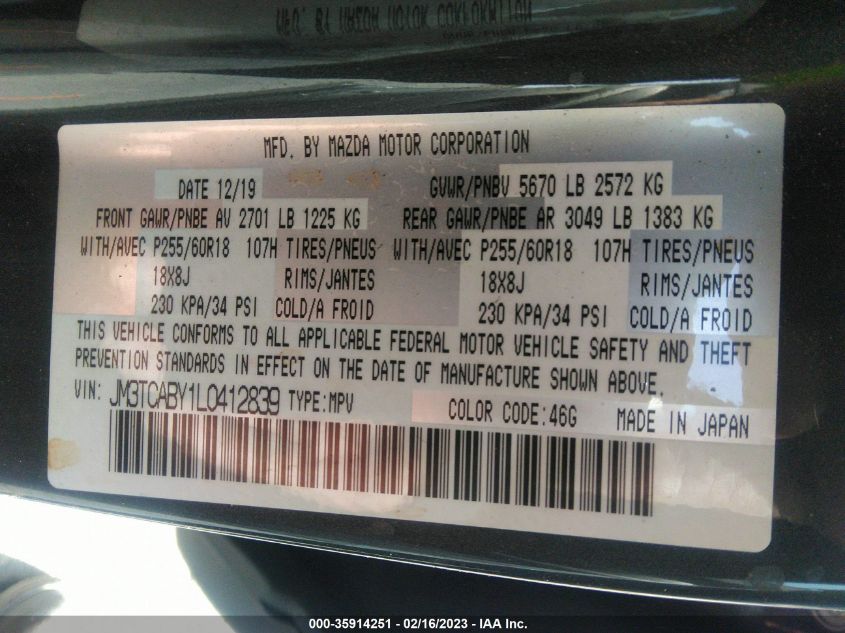 MFD. BY MAZDA MOTOR CORPORATION
DATE 12/19 GVWR/PNBV 5670 LB 2572 KG
FRONT GAWR/PNBE AV 2701 LB 1225 KG REAR GAWR/PNBE AR 3049 LB 1383 KG
WITH/AVEC P255/60R18 107H TIRES/PNEUS WITH/AVEC P255/60R18 107H TIRES/PNEUS
18X8J RIMS/JANTES 18X8J RIMS/JANTES
230 KPA/34 PSI COLD/A FROID 230 KPA/34 PSI COLD/A FROID
THIS VEHICLE CONFORMS TO ALL APPLICABLE FEDERAL MOTOR VEHICLE SAFETY AND THEFT
PREVENTION STANDARDS IN EFFECT ON THE DATE OF MANUFACTURE SHOWN ABOVE.
VIN: JM3TCABY1L0412839 TYPE:MPV COLOR CODE:46G MADE IN JAPAN
000-35914251 - 02/16/2023 - IAA Inc.